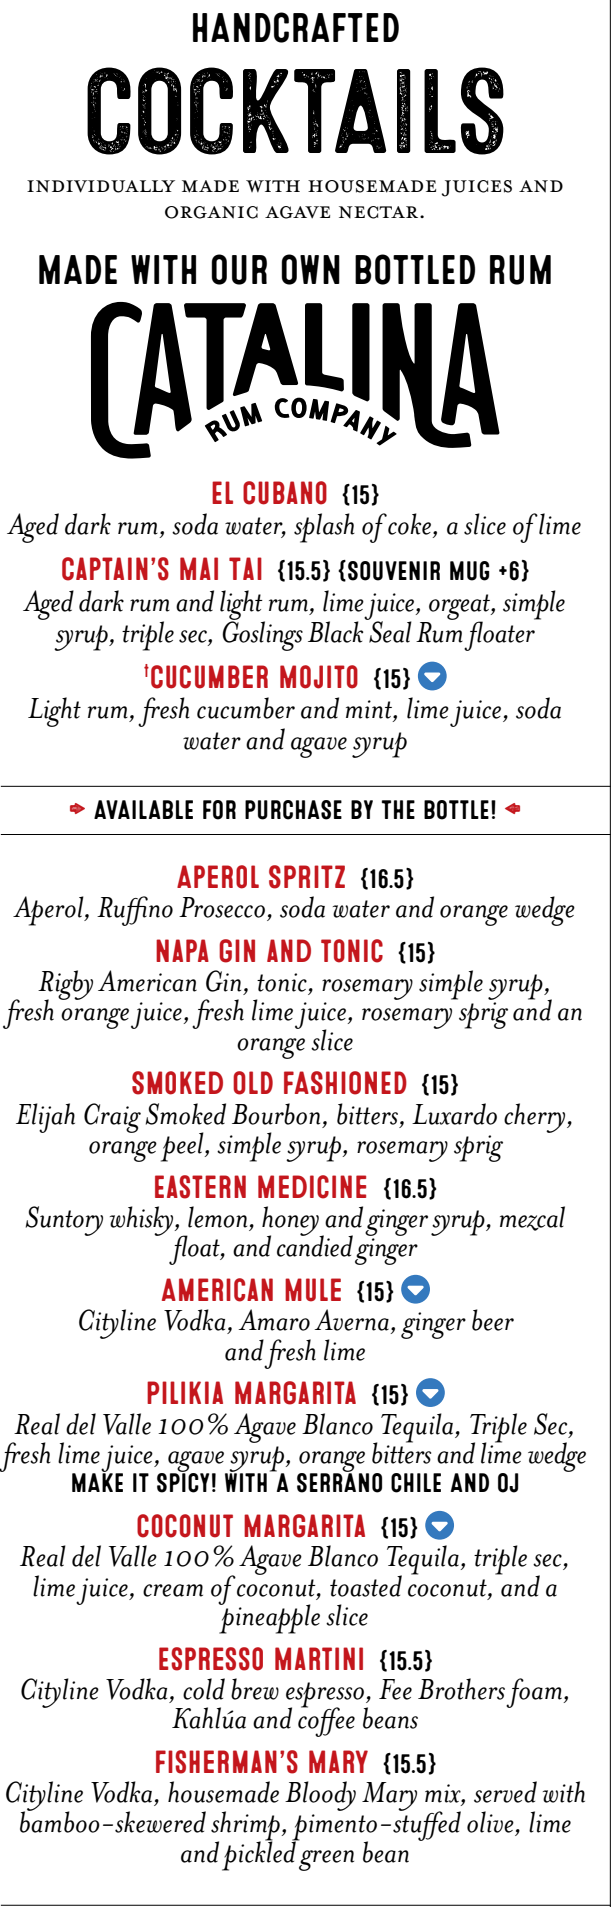 HANDCRAFTED
COCKTAILS
INDIVIDUALLY MADE WITH HOUSEMADE JUICES AND
ORGANIC AGAVE NECTAR.
MADE WITH OUR OWN BOTTLED RUM
CATALINA
RUM COMPANY
EL CUBANO {15}
Aged dark rum, soda water, splash of coke, a slice of lime
CAPTAIN'S MAI TAI {15.5} {SOUVENIR MUG +6}
Aged dark rum and light rum, lime juice, orgeat, simple
syrup, triple sec, Goslings Black Seal Rum floater
†CUCUMBER MOJITO {15}
Light rum, fresh cucumber and mint, lime juice, soda
water and agave syrup
AVAILABLE FOR PURCHASE BY THE BOTTLE!
APEROL SPRITZ {16.5}
Aperol, Ruffino Prosecco, soda water and orange wedge
NAPA GIN AND TONIC {15}
Rigby American Gin, tonic, rosemary simple syrup,
fresh orange juice, fresh lime juice, rosemary sprig and an
orange slice
SMOKED OLD FASHIONED {15}
Elijah Craig Smoked Bourbon, bitters, Luxardo cherry,
orange peel, simple syrup, rosemary sprig
EASTERN MEDICINE {16.5}
Suntory whisky, lemon, honey and ginger syrup, mezcal
float, and candied ginger
AMERICAN MULE {15}
Cityline Vodka, Amaro Averna, ginger beer
and fresh lime
PILIKIA MARGARITA {15}
Real del Valle 100% Agave Blanco Tequila, Triple Sec,
fresh lime juice, agave syrup, orange bitters and lime wedge
MAKE IT SPICY! WITH A SERRANO CHILE AND OJ
COCONUT MARGARITA {15}
Real del Valle 100% Agave Blanco Tequila, triple sec,
lime juice, cream of coconut, toasted coconut, and a
pineapple slice
ESPRESSO MARTINI {15.5}
Cityline Vodka, cold brew espresso, Fee Brothers foam,
Kahlúa and coffee beans
FISHERMAN'S MARY {15.5}
Cityline Vodka, housemade Bloody Mary mix, served with
bamboo-skewered shrimp, pimento-stuffed olive, lime
and pickled green bean